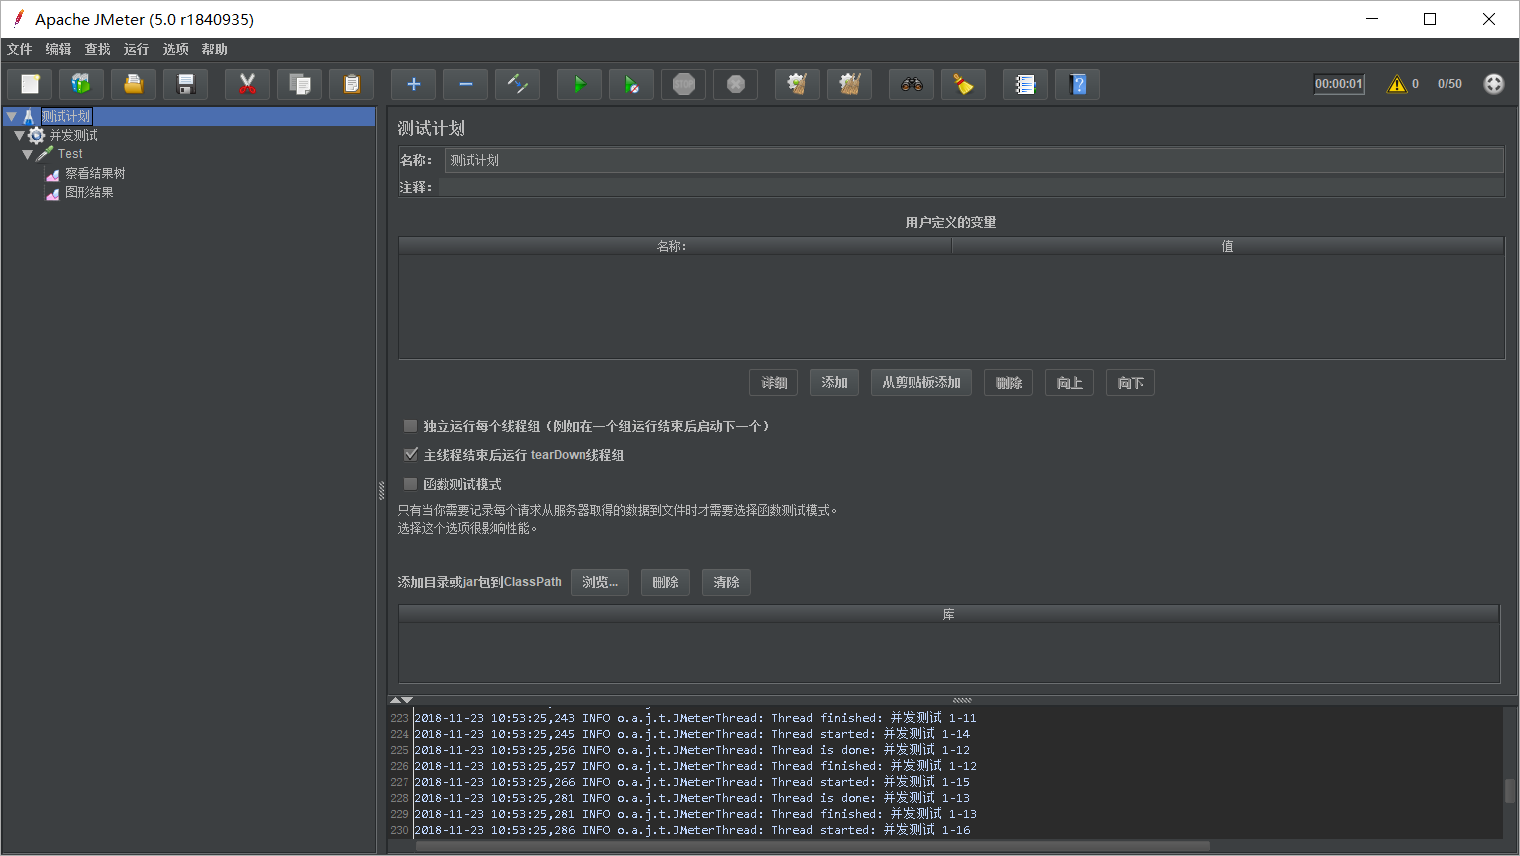 Apache JMeter (5.0 r1840935)
文件 编辑 查找 运行 选项 帮助
STOP
00:00:01 0 0/50
测试计划
并发测试
Test
察看结果树
图形结果
测试计划
名称: 测试计划
注释:
用户定义的变量
名称: 值
详细 添加 从剪贴板添加 删除 向上 向下
独立运行每个线程组（例如在一个组运行结束后启动下一个）
主线程结束后运行 tearDown线程组
函数测试模式
只有当你需要记录每个请求从服务器取得的数据到文件时才需要选择函数测试模式。
选择这个选项很影响性能。
添加目录或jar包到ClassPath 浏览... 删除 清除
库
223 2018-11-23 10:53:25,243 INFO o.a.j.t.JMeterThread: Thread finished: 并发测试 1-11
224 2018-11-23 10:53:25,245 INFO o.a.j.t.JMeterThread: Thread started: 并发测试 1-14
225 2018-11-23 10:53:25,256 INFO o.a.j.t.JMeterThread: Thread is done: 并发测试 1-12
226 2018-11-23 10:53:25,257 INFO o.a.j.t.JMeterThread: Thread finished: 并发测试 1-12
227 2018-11-23 10:53:25,266 INFO o.a.j.t.JMeterThread: Thread started: 并发测试 1-15
228 2018-11-23 10:53:25,281 INFO o.a.j.t.JMeterThread: Thread is done: 并发测试 1-13
229 2018-11-23 10:53:25,281 INFO o.a.j.t.JMeterThread: Thread finished: 并发测试 1-13
230 2018-11-23 10:53:25,286 INFO o.a.j.t.JMeterThread: Thread started: 并发测试 1-16